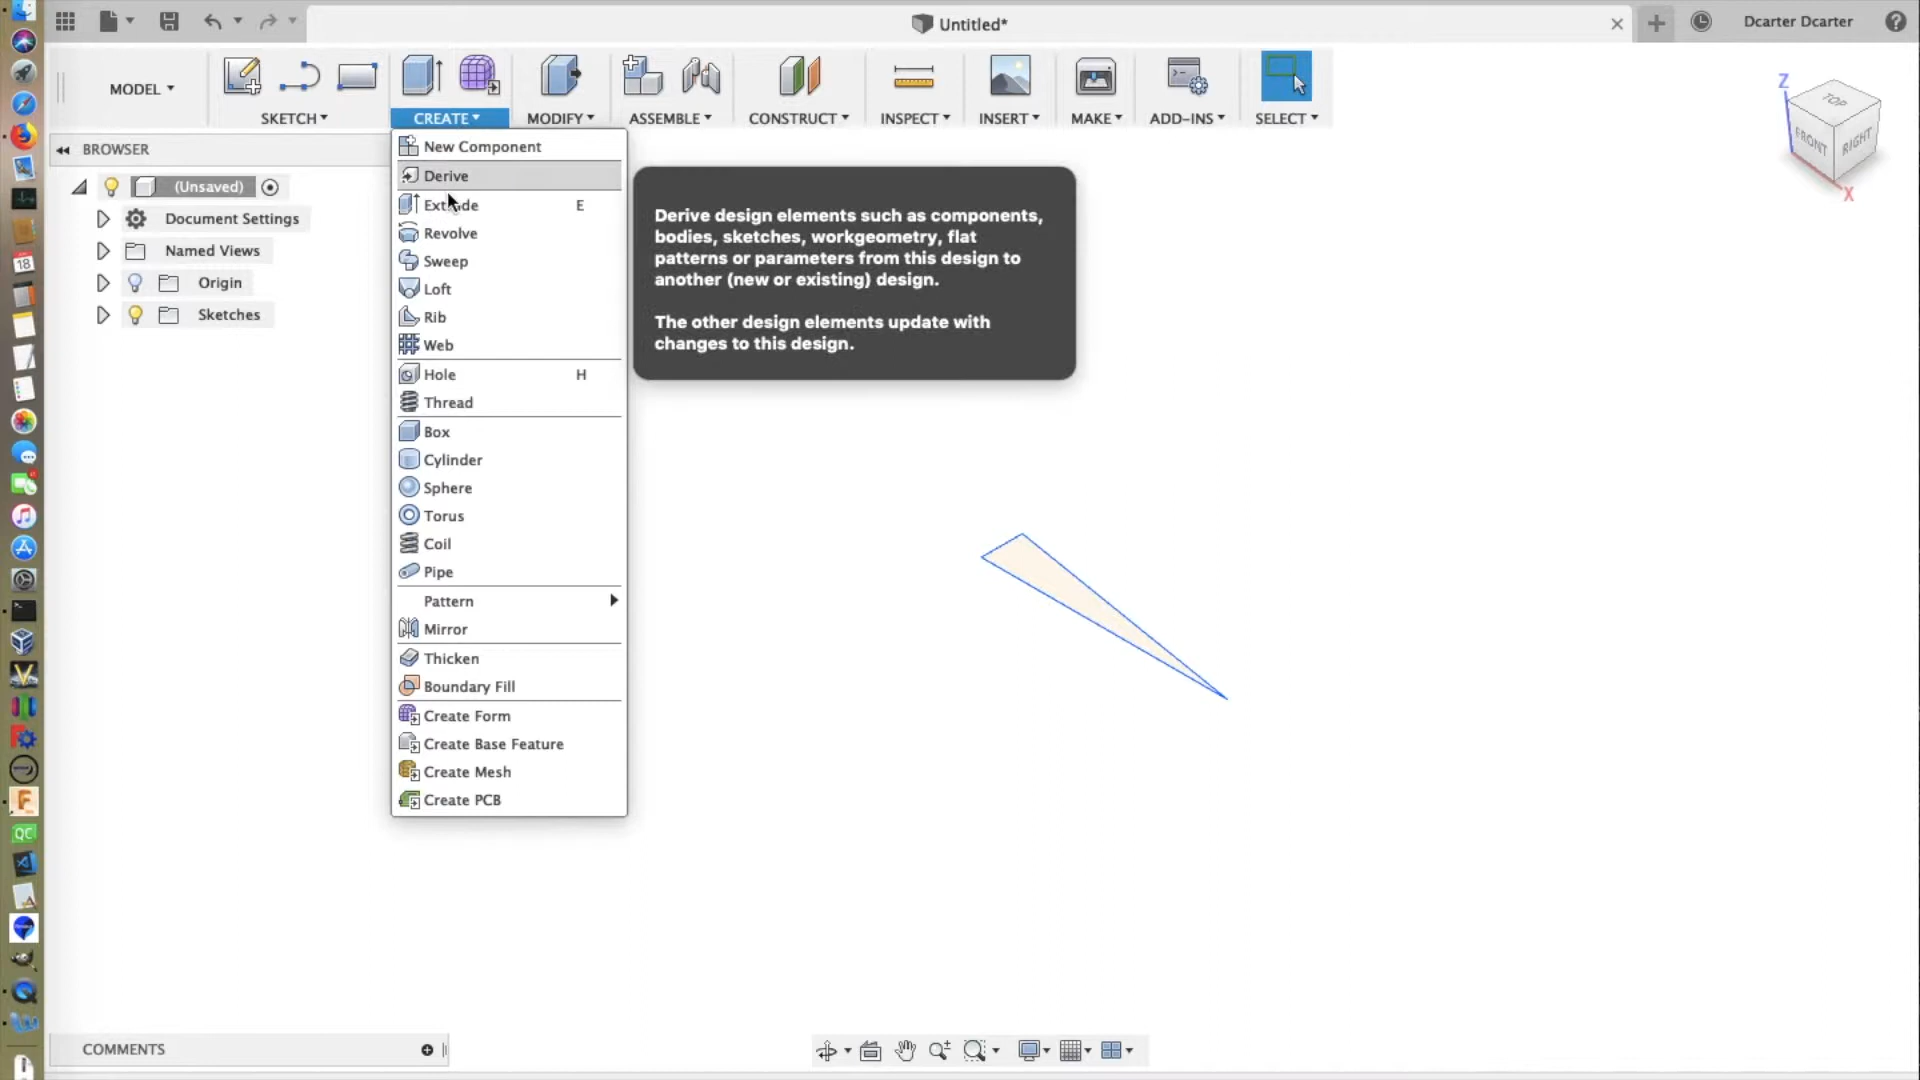 Untitled*
Dcarter Dcarter
MODEL
SKETCH
CREATE
MODIFY
ASSEMBLE
CONSTRUCT
INSPECT
INSERT
MAKE
ADD-INS
SELECT
BROWSER
(Unsaved)
Document Settings
Named Views
Origin
Sketches
New Component
Derive
Extrude E
Revolve
Sweep
Loft
Rib
Web
Hole H
Thread
Box
Cylinder
Sphere
Torus
Coil
Pipe
Pattern
Mirror
Thicken
Boundary Fill
Create Form
Create Base Feature
Create Mesh
Create PCB
Derive design elements such as components,
bodies, sketches, workgeometry, flat
patterns or parameters from this design to
another (new or existing) design.
The other design elements update with
changes to this design.
Z
TOP
FRONT
RIGHT
X
18
QC
COMMENTS